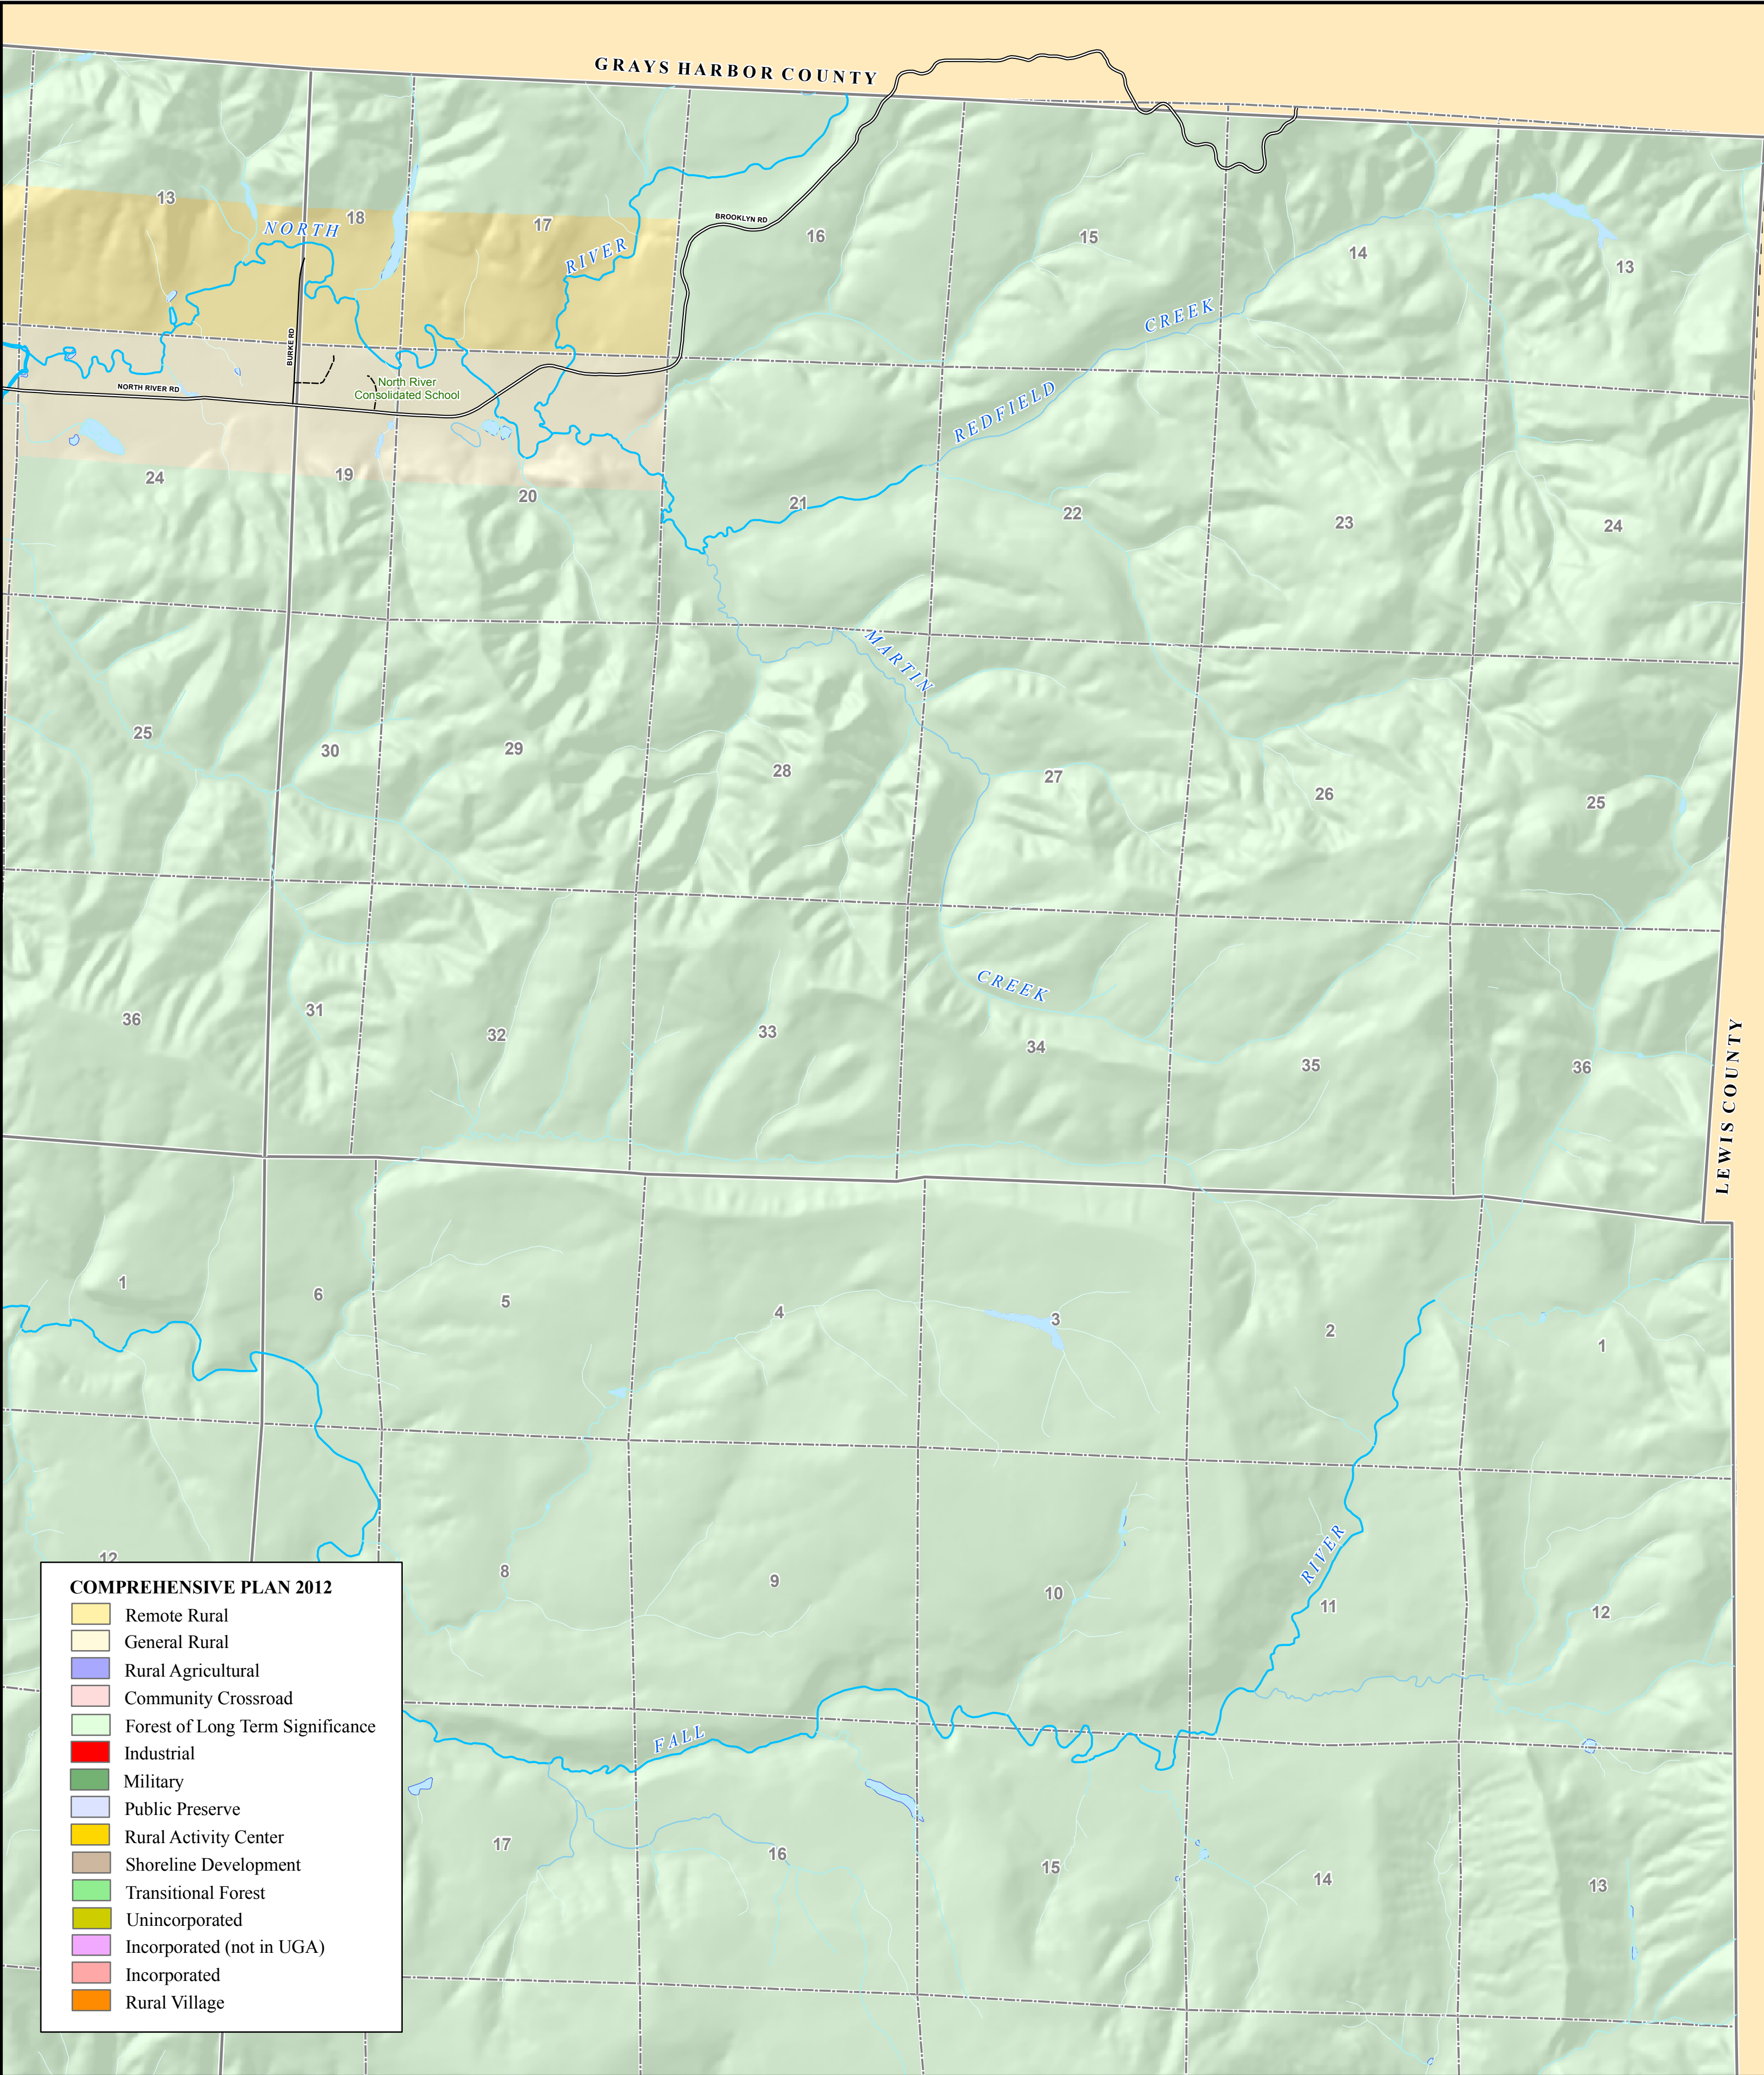 GRAYS HARBOR COUNTY
13
18
17
16
15
14
13
NORTH
RIVER
BROOKLYN RD
CREEK
REDFIELD
BURKE RD
NORTH RIVER RD
North River
Consolidated School
24
19
20
21
22
23
24
MARTIN
25
30
29
28
27
26
25
CREEK
36
31
32
33
34
35
36
LEWIS COUNTY
1
6
5
4
3
2
1
RIVER
12
8
9
10
11
12
FALL
17
16
15
14
13
COMPREHENSIVE PLAN 2012
Remote Rural
General Rural
Rural Agricultural
Community Crossroad
Forest of Long Term Significance
Industrial
Military
Public Preserve
Rural Activity Center
Shoreline Development
Transitional Forest
Unincorporated
Incorporated (not in UGA)
Incorporated
Rural Village